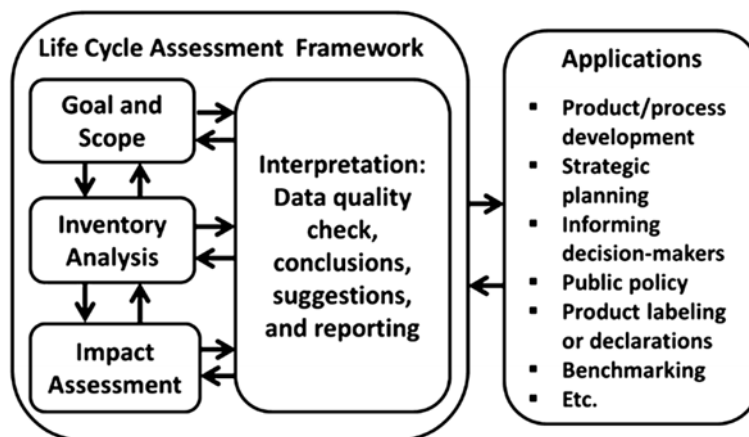 Life Cycle Assessment Framework
Goal and
Scope
Inventory
Analysis
Impact
Assessment
Interpretation:
Data quality
check,
conclusions,
suggestions,
and reporting
Applications
▪ Product/process
development
▪ Strategic
planning
▪ Informing
decision-makers
▪ Public policy
▪ Product labeling
or declarations
▪ Benchmarking
▪ Etc.